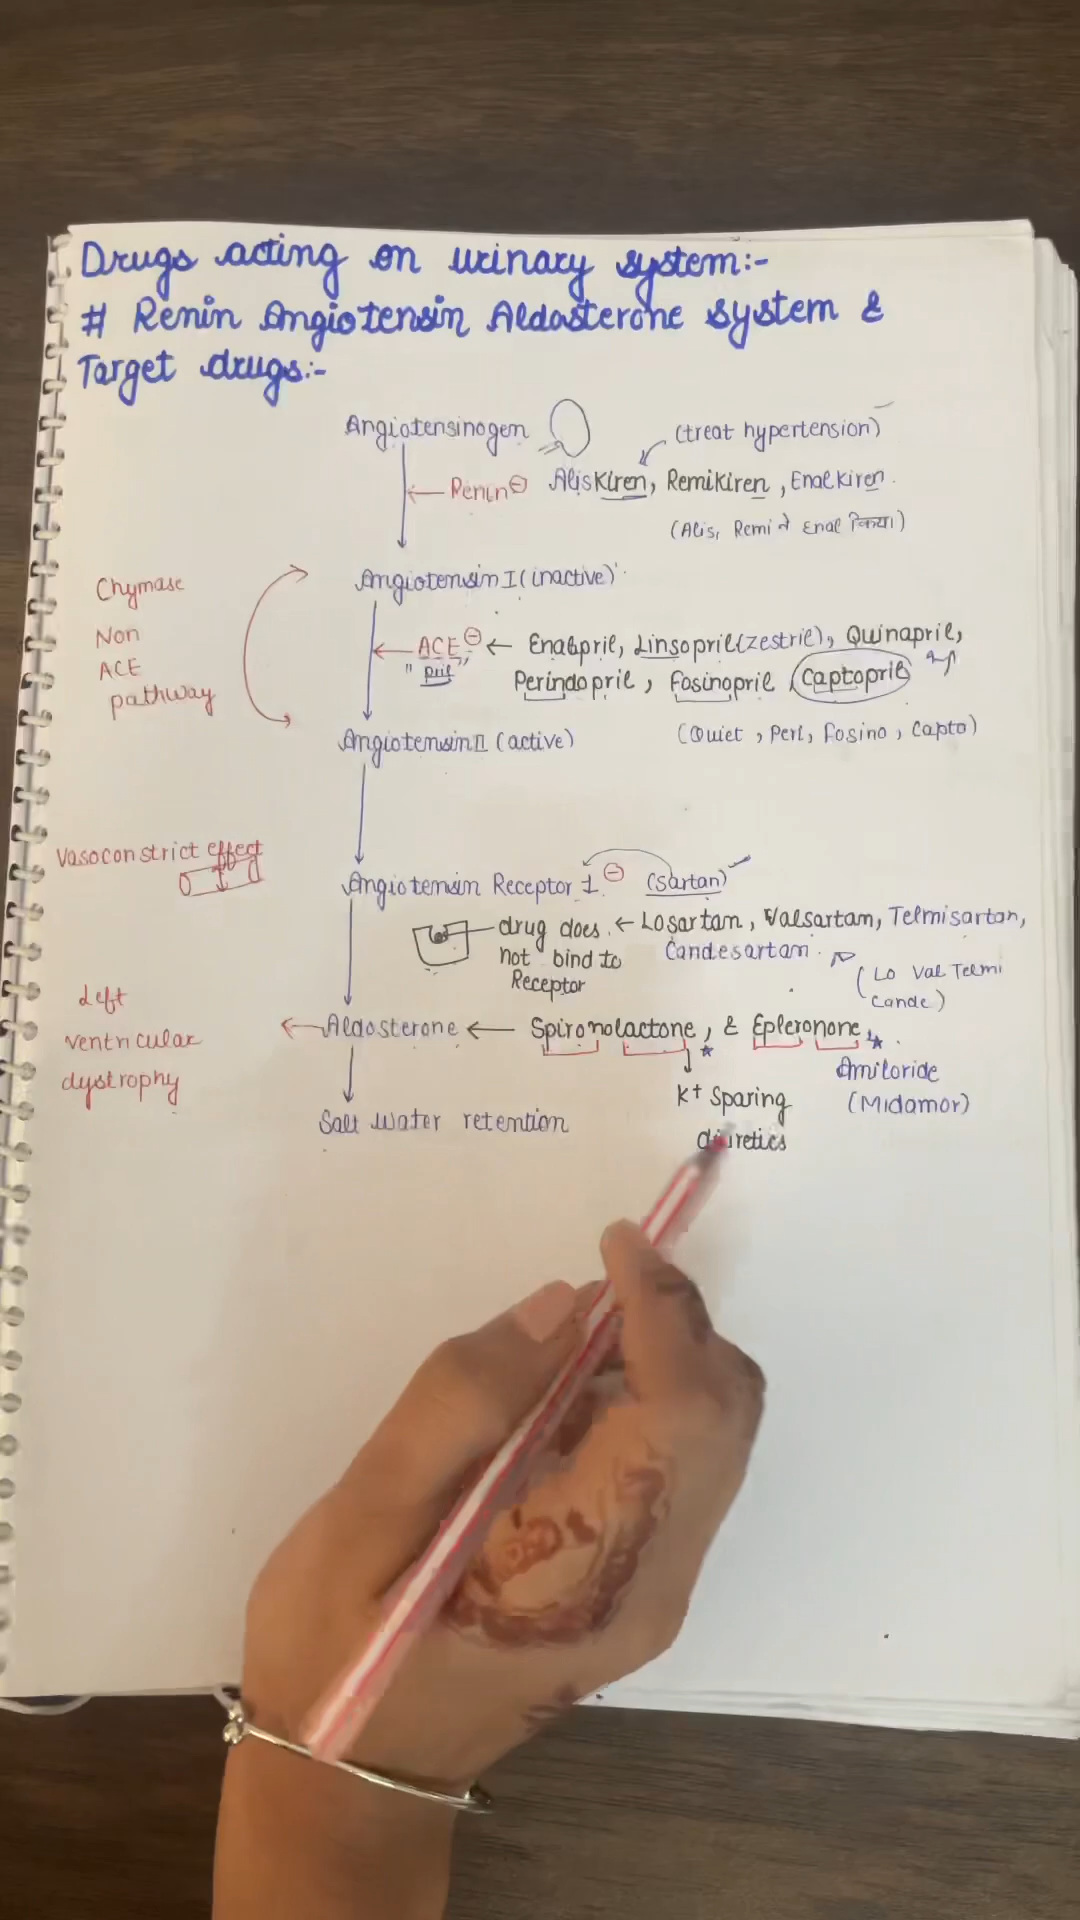 Drugs acting on urinary system:-
# Renin Angiotensin Aldosterone system &
Target drugs:-
Angiotensinogen
(treat hypertension)
Renin ⊖ Aliskiren, Remikiren, Enalkiren.
(Alis, Remi ने Enal किया)
Angiotensin I (inactive)
Chymase
Non
ACE
pathway
ACE ⊖ ← Enalapril, Linsopril(zestril), Quinapril,
"pril" Perindopril, Fosinopril, Captopril
(Quiet, Peri, Fosino, Capto)
Angiotensin II (active)
Vasoconstrict effect
Angiotensin Receptor 1 ⊖ (Sartan)
drug does ← Losartam, Valsartam, Telmisartan,
not bind to Candesartam.
Receptor
(Lo Val Telmi
Cande)
Left
ventricular
dystrophy
← Aldosterone ← Spironolactone, & Epleronone,
Amiloride
(Midamor)
K+ Sparing
diuretics
Salt water retention